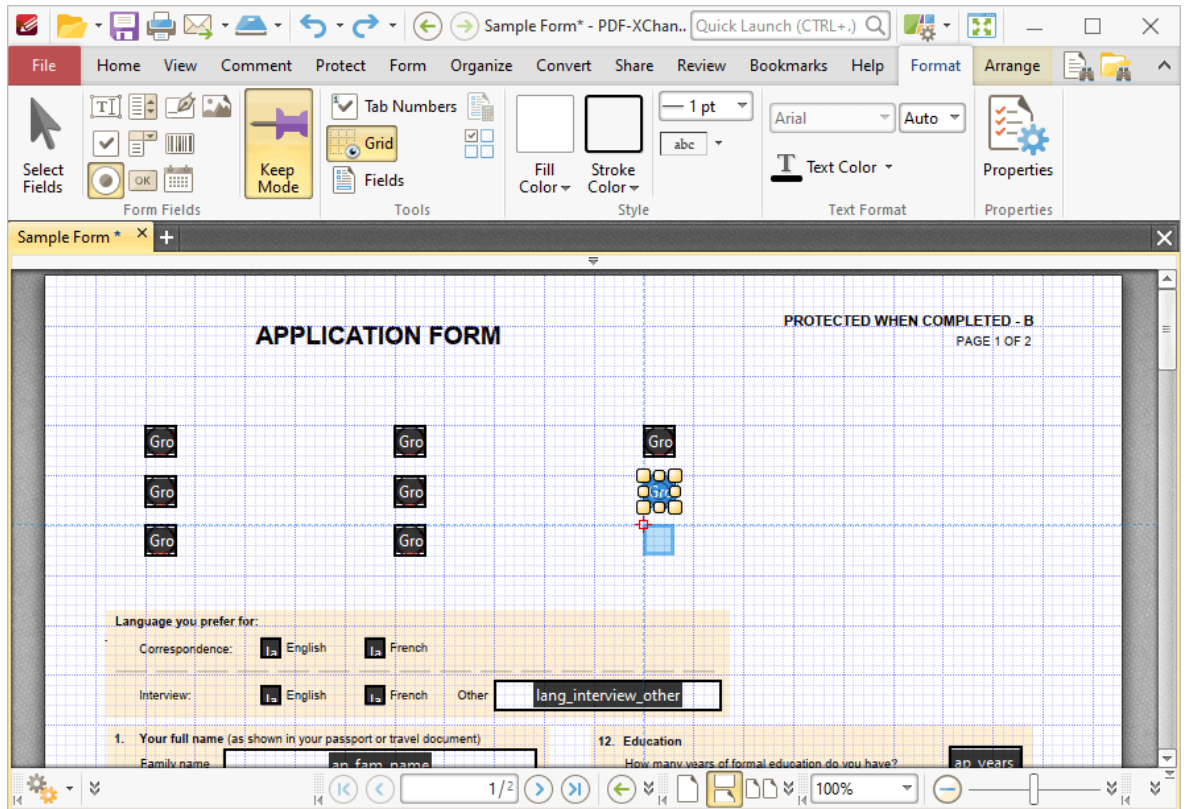 Sample Form* - PDF-XChan.. Quick Launch (CTRL+.)
File Home View Comment Protect Form Organize Convert Share Review Bookmarks Help Format Arrange
Select Fields
OK
Form Fields
Keep Mode
Tab Numbers
Grid
Fields
Tools
Fill Color
Stroke Color
1 pt
abc
Style
Arial Auto
T Text Color
Text Format
Properties
Properties
Sample Form *
APPLICATION FORM
PROTECTED WHEN COMPLETED - B
PAGE 1 OF 2
Gro Gro Gro
Gro Gro Gro
Gro Gro
Language you prefer for:
Correspondence: la English la French
Interview: la English la French Other lang_interview_other
1. Your full name (as shown in your passport or travel document)
Family name ap_fam_name
12. Education
How many years of formal education do you have? ap_years
1/2 100%